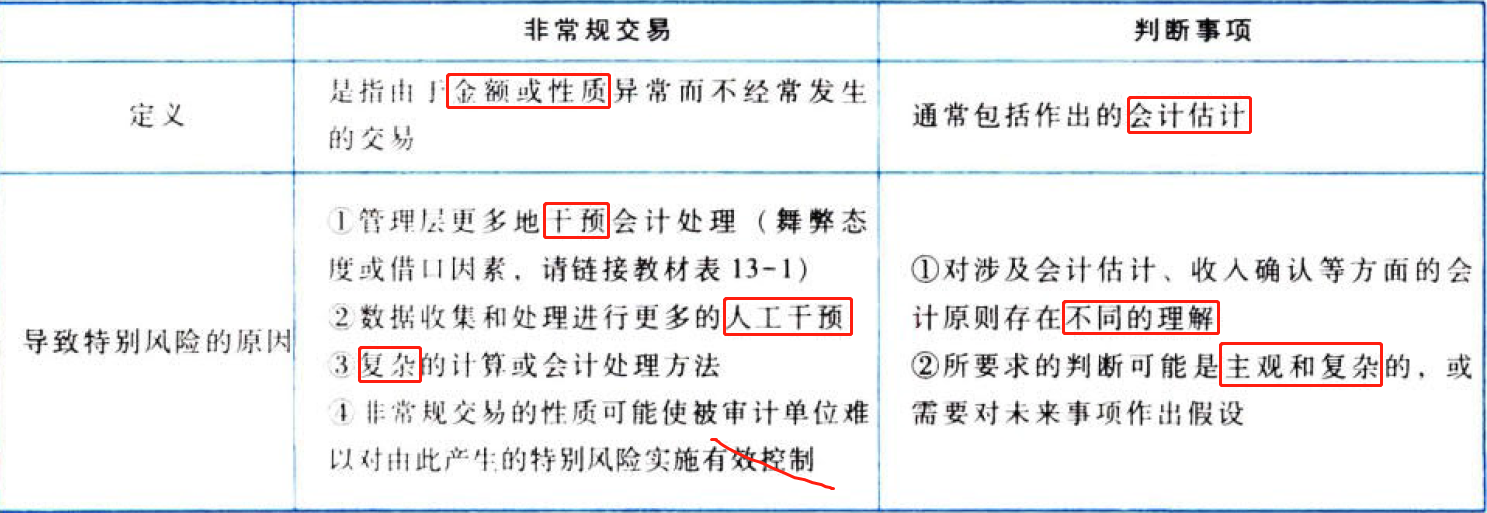 非常规交易
判断事项
定义
是指由于金额或性质异常而不经常发生
的交易
通常包括作出的会计估计
导致特别风险的原因
①管理层更多地干预会计处理（舞弊态
度或借口因素，请链接教材表 13-1）
②数据收集和处理进行更多的人工干预
③复杂的计算或会计处理方法
④非常规交易的性质可能使被审计单位难
以对由此产生的特别风险实施有效控制
①对涉及会计估计、收入确认等方面的会
计原则存在不同的理解
②所要求的判断可能是主观和复杂的，或
需要对未来事项作出假设